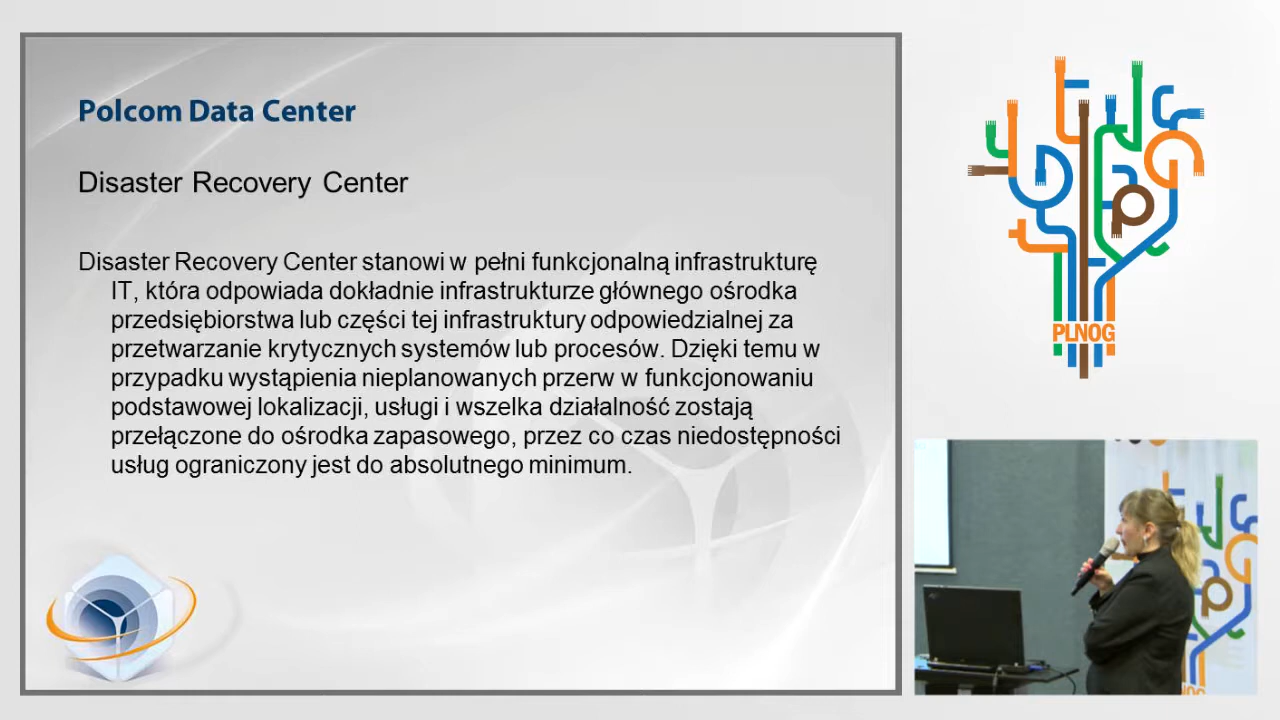 Polcom Data Center
Disaster Recovery Center
Disaster Recovery Center stanowi w pełni funkcjonalną infrastrukturę
IT, która odpowiada dokładnie infrastrukturze głównego ośrodka
przedsiębiorstwa lub części tej infrastruktury odpowiedzialnej za
przetwarzanie krytycznych systemów lub procesów. Dzięki temu w
przypadku wystąpienia nieplanowanych przerw w funkcjonowaniu
podstawowej lokalizacji, usługi i wszelka działalność zostają
przełączone do ośrodka zapasowego, przez co czas niedostępności
usług ograniczony jest do absolutnego minimum.
PLNOG